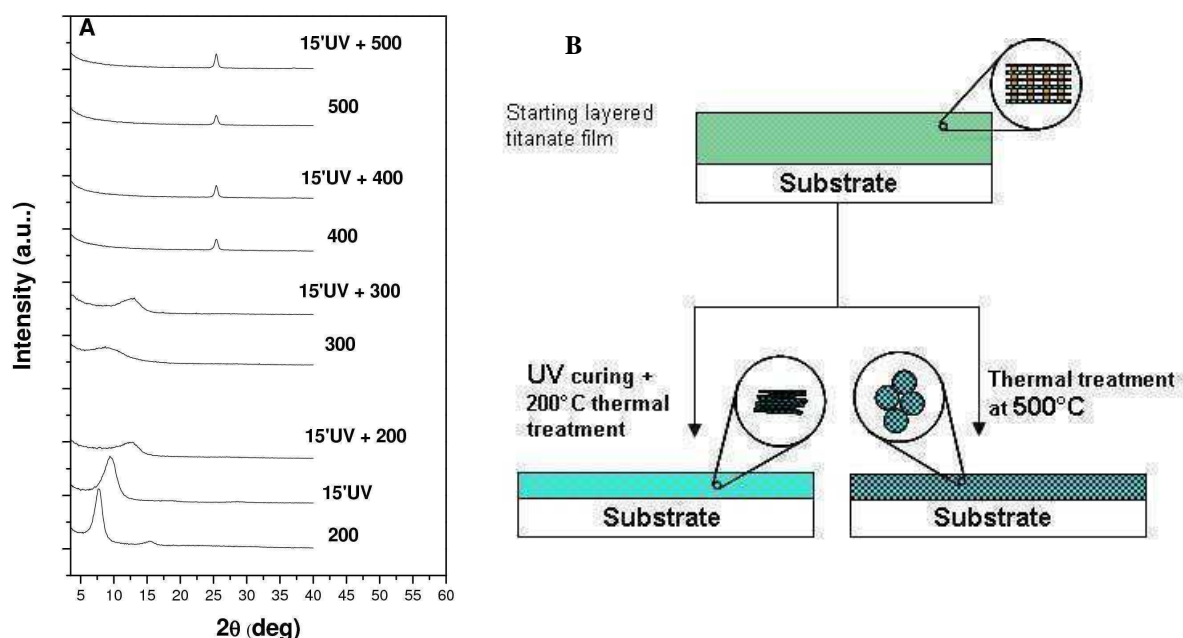 A
15'UV + 500
500
15'UV + 400
400
15'UV + 300
300
15'UV + 200
15'UV
200
Intensity (a.u..)
5 10 15 20 25 30 35 40 45 50 55 60
2θ (deg)
B
Starting layered
titanate film
Substrate
UV curing +
200°C thermal
treatment
Thermal treatment
at 500°C
Substrate
Substrate